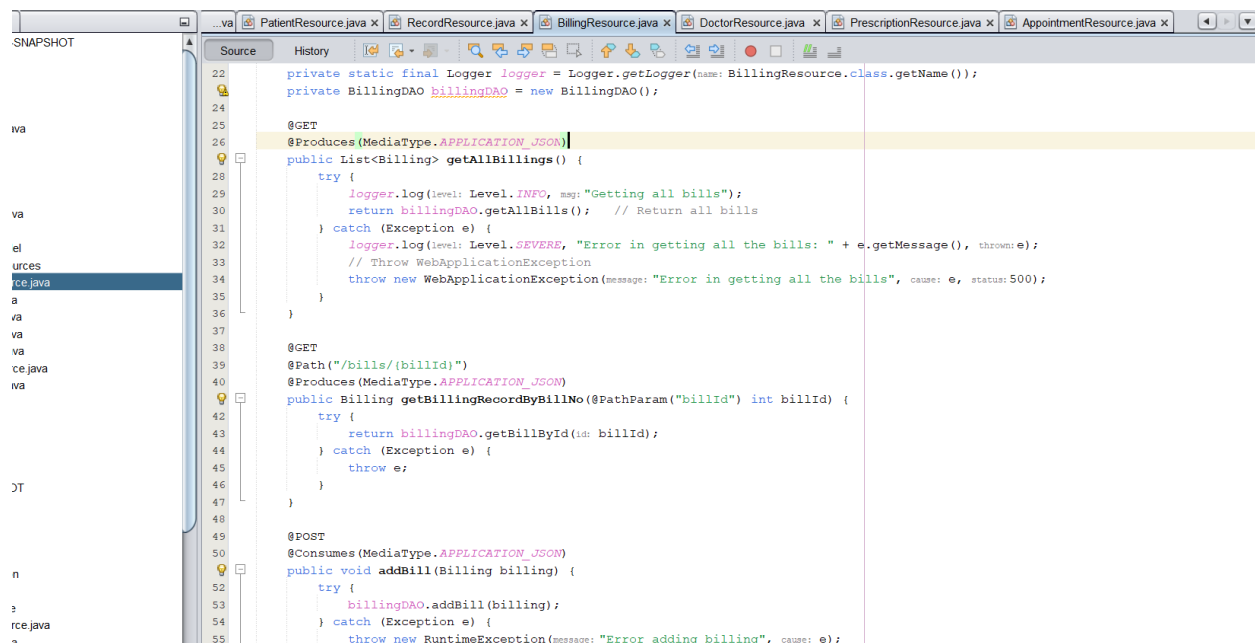 -SNAPSHOT
...va PatientResource.java × RecordResource.java × BillingResource.java × DoctorResource.java × PrescriptionResource.java × AppointmentResource.java ×
Source History
22 private static final Logger logger = Logger.getLogger(name: BillingResource.class.getName());
private BillingDAO billingDAO = new BillingDAO();
24
25 @GET
26 @Produces(MediaType.APPLICATION_JSON)
public List<Billing> getAllBillings() {
28 try {
29 logger.log(level: Level.INFO, msg: "Getting all bills");
30 return billingDAO.getAllBills(); // Return all bills
31 } catch (Exception e) {
32 logger.log(level: Level.SEVERE, "Error in getting all the bills: " + e.getMessage(), thrown: e);
33 // Throw WebApplicationException
34 throw new WebApplicationException(message: "Error in getting all the bills", cause: e, status: 500);
35 }
36 }
37
38 @GET
39 @Path("/bills/{billId}")
40 @Produces(MediaType.APPLICATION_JSON)
public Billing getBillingRecordByBillNo(@PathParam("billId") int billId) {
42 try {
43 return billingDAO.getBillById(id: billId);
44 } catch (Exception e) {
45 throw e;
46 }
47 }
48
49 @POST
50 @Consumes(MediaType.APPLICATION_JSON)
public void addBill(Billing billing) {
52 try {
53 billingDAO.addBill(billing);
54 } catch (Exception e) {
55 throw new RuntimeException(message: "Error adding billing", cause: e);
ava
va
el
urces
rce.java
a
va
va
va
rce.java
ava
OT
on
e
rce.java